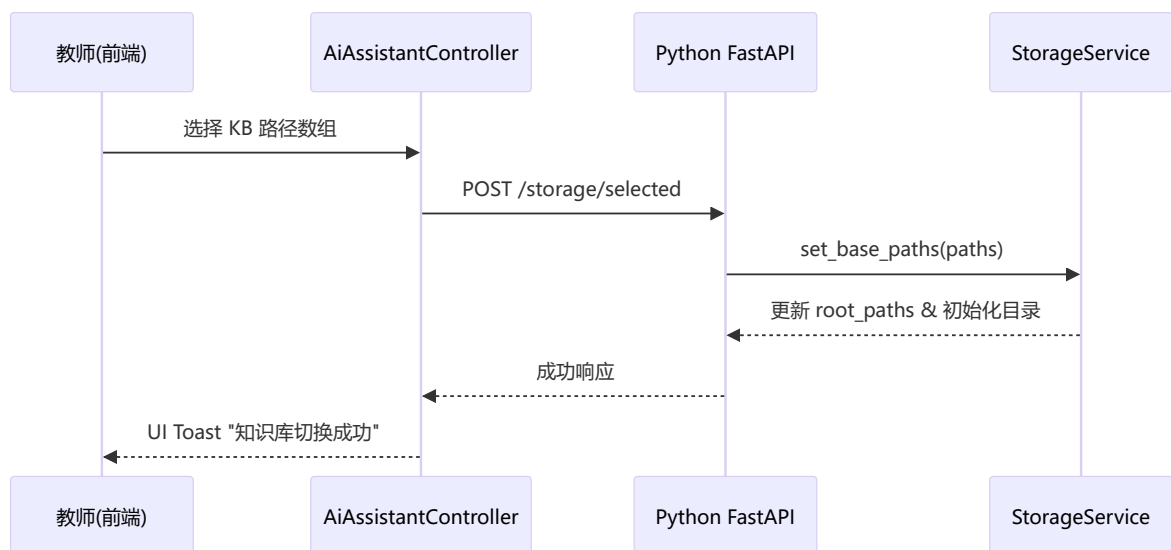 教师(前端)
AiAssistantController
Python FastAPI
StorageService
选择 KB 路径数组
POST /storage/selected
set_base_paths(paths)
更新 root_paths & 初始化目录
成功响应
UI Toast "知识库切换成功"
教师(前端)
AiAssistantController
Python FastAPI
StorageService